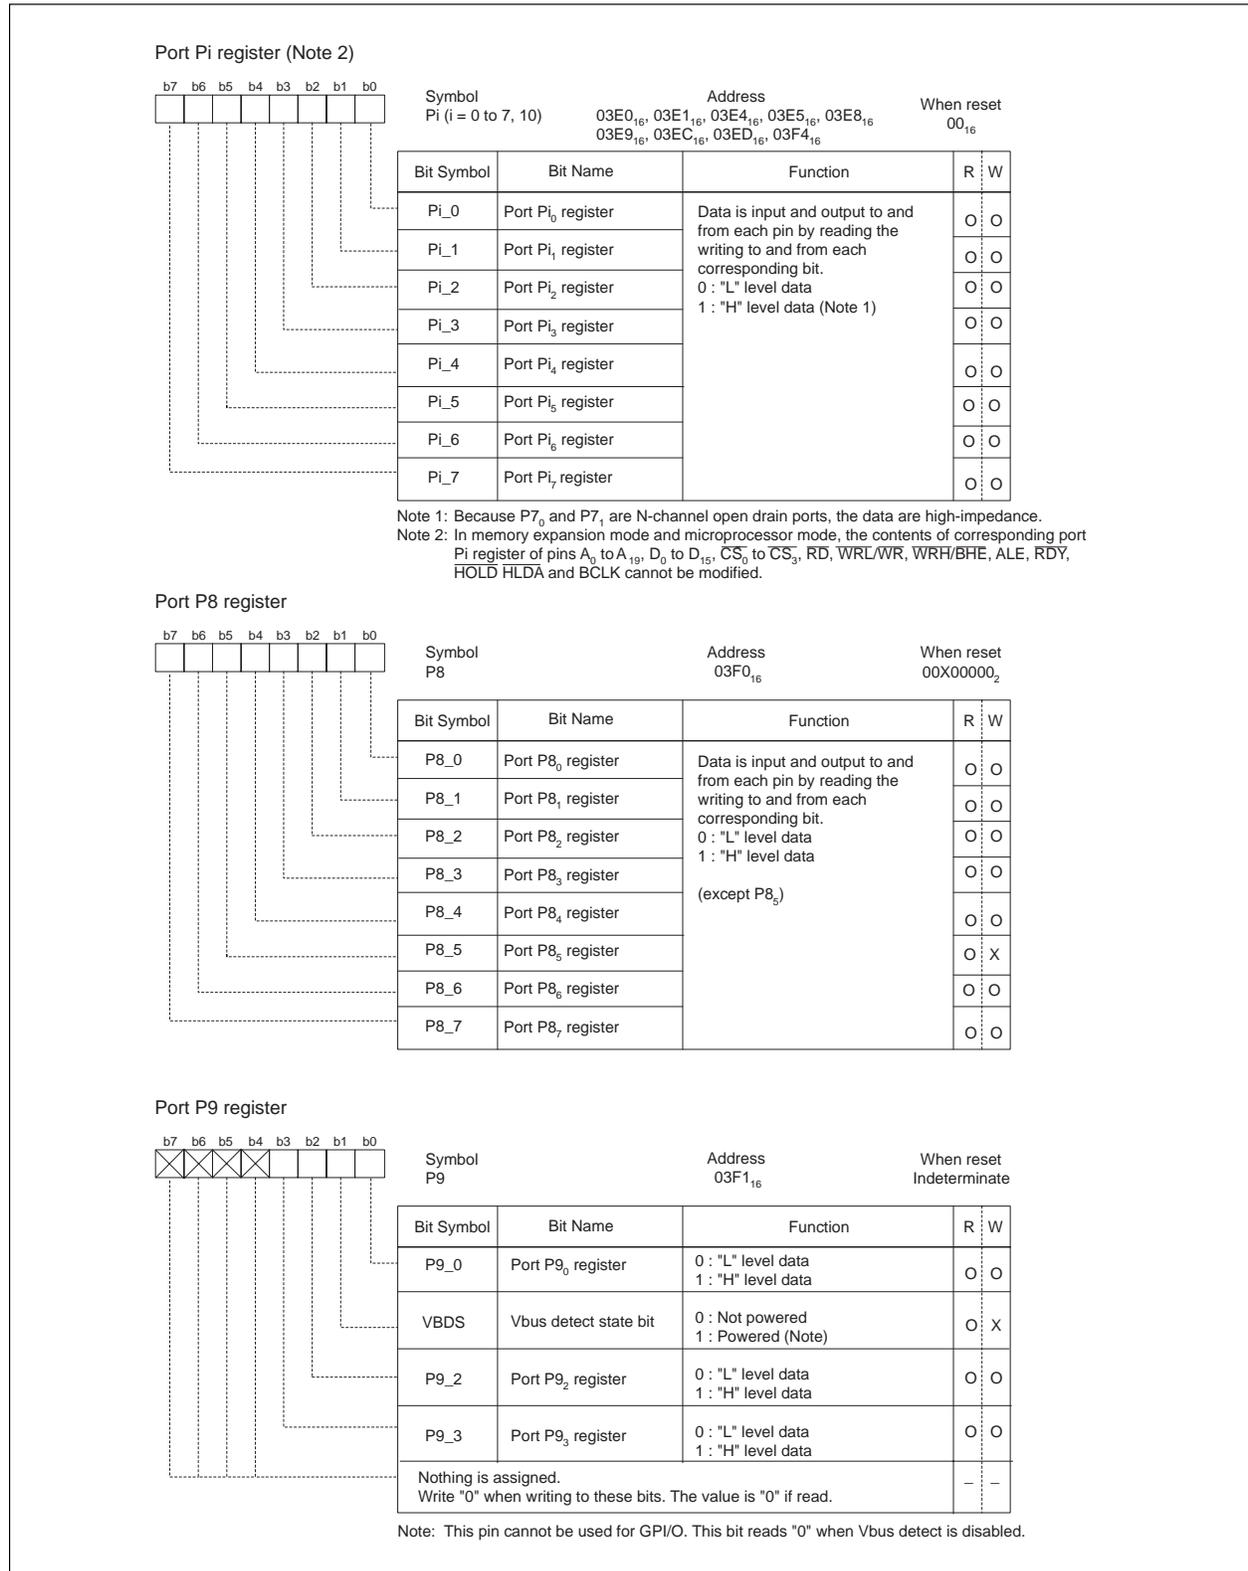 Port Pi register (Note 2)
b7 b6 b5 b4 b3 b2 b1 b0
Symbol Address When reset
Pi (i = 0 to 7, 10) 03E0₁₆, 03E1₁₆, 03E4₁₆, 03E5₁₆, 03E8₁₆ 00₁₆
03E9₁₆, 03EC₁₆, 03ED₁₆, 03F4₁₆
Bit Symbol Bit Name Function R W
Pi_0 Port Pi₀ register Data is input and output to and O O
from each pin by reading the
Pi_1 Port Pi₁ register writing to and from each O O
corresponding bit.
Pi_2 Port Pi₂ register 0 : "L" level data O O
1 : "H" level data (Note 1)
Pi_3 Port Pi₃ register O O
Pi_4 Port Pi₄ register O O
Pi_5 Port Pi₅ register O O
Pi_6 Port Pi₆ register O O
Pi_7 Port Pi₇ register O O
Note 1: Because P7₀ and P7₁ are N-channel open drain ports, the data are high-impedance.
Note 2: In memory expansion mode and microprocessor mode, the contents of corresponding port
Pi register of pins A₀ to A₁₉, D₀ to D₁₅, CS₀ to CS₃, RD, WRL/WR, WRH/BHE, ALE, RDY,
HOLD HLDA and BCLK cannot be modified.
Port P8 register
b7 b6 b5 b4 b3 b2 b1 b0
Symbol Address When reset
P8 03F0₁₆ 00X00000₂
Bit Symbol Bit Name Function R W
P8_0 Port P8₀ register Data is input and output to and O O
from each pin by reading the
P8_1 Port P8₁ register writing to and from each O O
corresponding bit.
P8_2 Port P8₂ register 0 : "L" level data O O
1 : "H" level data
P8_3 Port P8₃ register O O
(except P8₅)
P8_4 Port P8₄ register O O
P8_5 Port P8₅ register O X
P8_6 Port P8₆ register O O
P8_7 Port P8₇ register O O
Port P9 register
b7 b6 b5 b4 b3 b2 b1 b0
Symbol Address When reset
P9 03F1₁₆ Indeterminate
Bit Symbol Bit Name Function R W
P9_0 Port P9₀ register 0 : "L" level data O O
1 : "H" level data
VBDS Vbus detect state bit 0 : Not powered O X
1 : Powered (Note)
P9_2 Port P9₂ register 0 : "L" level data O O
1 : "H" level data
P9_3 Port P9₃ register 0 : "L" level data O O
1 : "H" level data
Nothing is assigned. – –
Write "0" when writing to these bits. The value is "0" if read.
Note: This pin cannot be used for GPI/O. This bit reads "0" when Vbus detect is disabled.